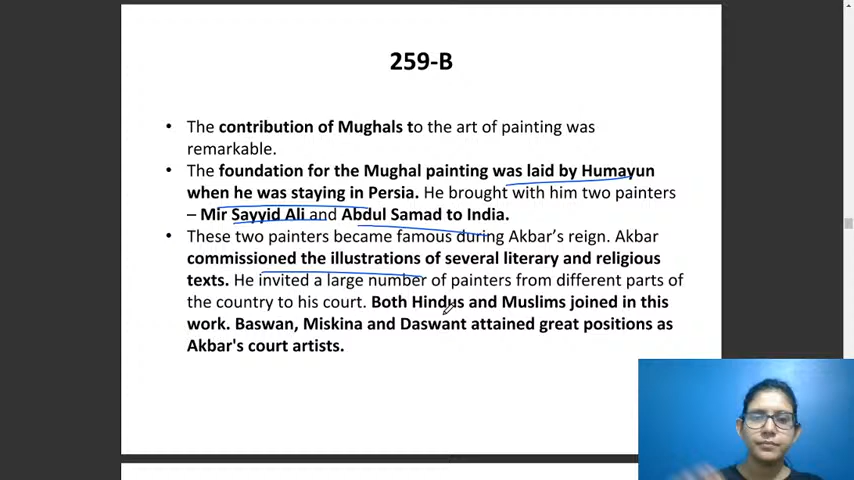 259-B
• The contribution of Mughals to the art of painting was
remarkable.
• The foundation for the Mughal painting was laid by Humayun
when he was staying in Persia. He brought with him two painters
– Mir Sayyid Ali and Abdul Samad to India.
• These two painters became famous during Akbar’s reign. Akbar
commissioned the illustrations of several literary and religious
texts. He invited a large number of painters from different parts of
the country to his court. Both Hindus and Muslims joined in this
work. Baswan, Miskina and Daswant attained great positions as
Akbar's court artists.